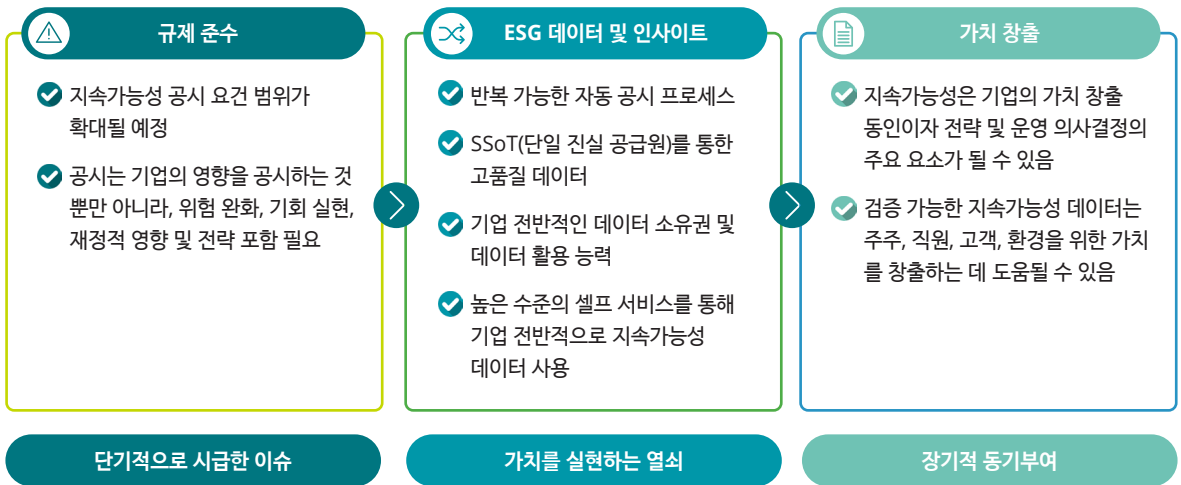 규제 준수
지속가능성 공시 요건 범위가
확대될 예정
공시는 기업의 영향을 공시하는 것
뿐만 아니라, 위험 완화, 기회 실현,
재정적 영향 및 전략 포함 필요
단기적으로 시급한 이슈
ESG 데이터 및 인사이트
반복 가능한 자동 공시 프로세스
SSoT(단일 진실 공급원)를 통한
고품질 데이터
기업 전반적인 데이터 소유권 및
데이터 활용 능력
높은 수준의 셀프 서비스를 통해
기업 전반적으로 지속가능성
데이터 사용
가치를 실현하는 열쇠
가치 창출
지속가능성은 기업의 가치 창출
동인이자 전략 및 운영 의사결정의
주요 요소가 될 수 있음
검증 가능한 지속가능성 데이터는
주주, 직원, 고객, 환경을 위한 가치
를 창출하는 데 도움될 수 있음
장기적 동기부여